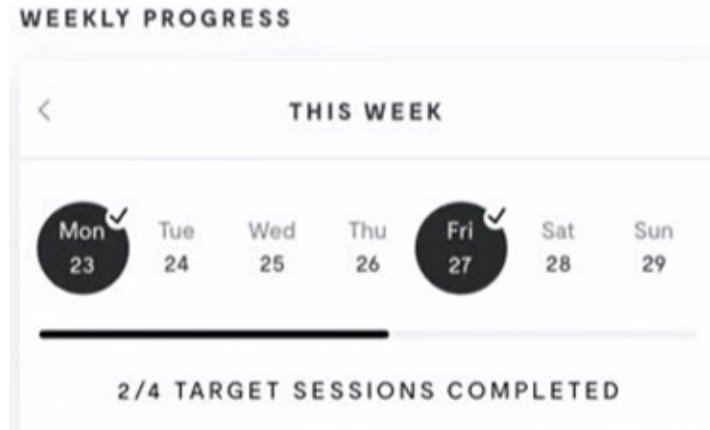 WEEKLY PROGRESS
THIS WEEK
Mon Tue Wed Thu Fri Sat Sun
23 24 25 26 27 28 29
2/4 TARGET SESSIONS COMPLETED